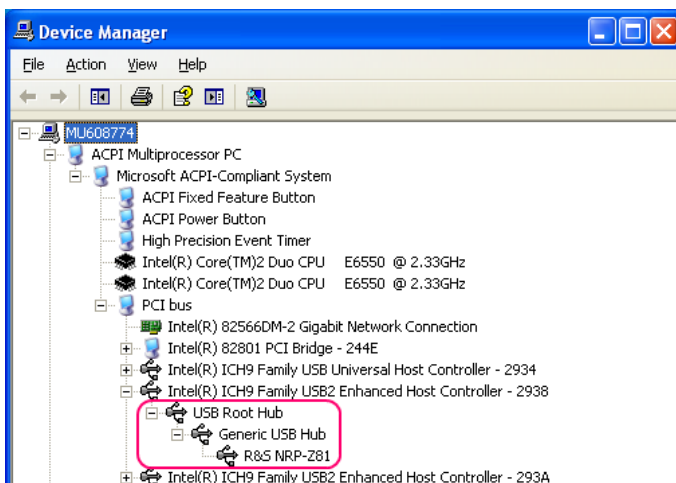 Device Manager
File Action View Help
MU608774
ACPI Multiprocessor PC
Microsoft ACPI-Compliant System
ACPI Fixed Feature Button
ACPI Power Button
High Precision Event Timer
Intel(R) Core(TM)2 Duo CPU E6550 @ 2.33GHz
Intel(R) Core(TM)2 Duo CPU E6550 @ 2.33GHz
PCI bus
Intel(R) 82566DM-2 Gigabit Network Connection
Intel(R) 82801 PCI Bridge - 244E
Intel(R) ICH9 Family USB Universal Host Controller - 2934
Intel(R) ICH9 Family USB2 Enhanced Host Controller - 2938
USB Root Hub
Generic USB Hub
R&S NRP-Z81
Intel(R) ICH9 Family USB2 Enhanced Host Controller - 293A